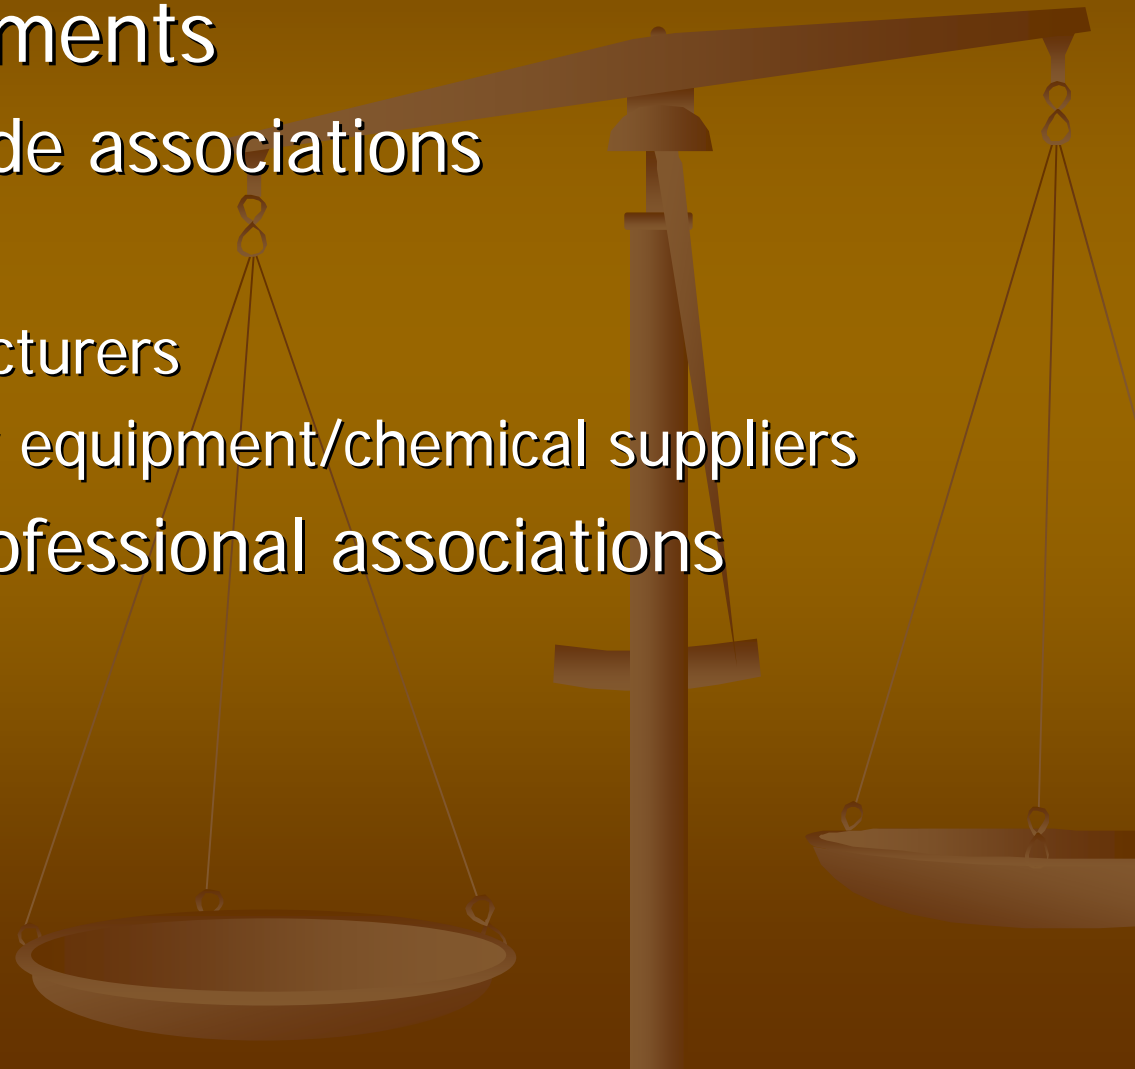 ments
de associations
cturers
equipment/chemical suppliers
ofessional associations